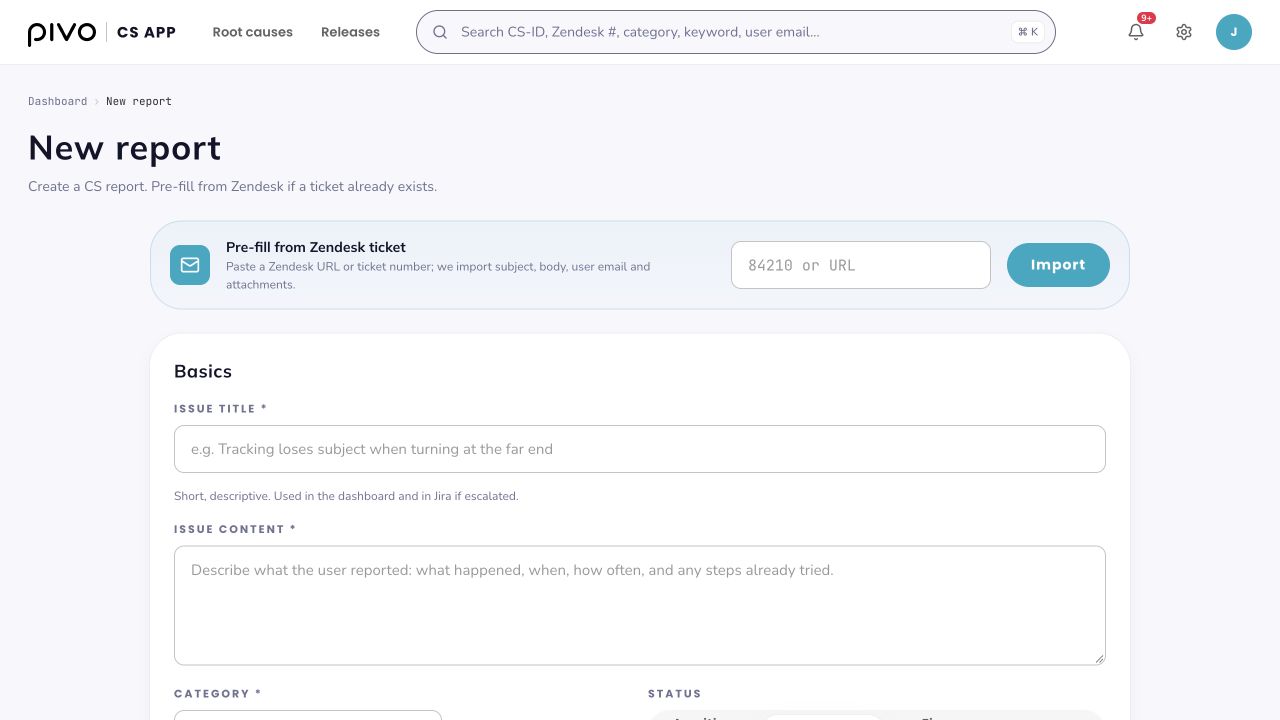 pivo CS APP
Root causes
Releases
Search CS-ID, Zendesk #, category, keyword, user email...
⌘ K
9+
J
Dashboard › New report
New report
Create a CS report. Pre-fill from Zendesk if a ticket already exists.
Pre-fill from Zendesk ticket
Paste a Zendesk URL or ticket number; we import subject, body, user email and
attachments.
84210 or URL
Import
Basics
ISSUE TITLE *
e.g. Tracking loses subject when turning at the far end
Short, descriptive. Used in the dashboard and in Jira if escalated.
ISSUE CONTENT *
Describe what the user reported: what happened, when, how often, and any steps already tried.
CATEGORY *
STATUS